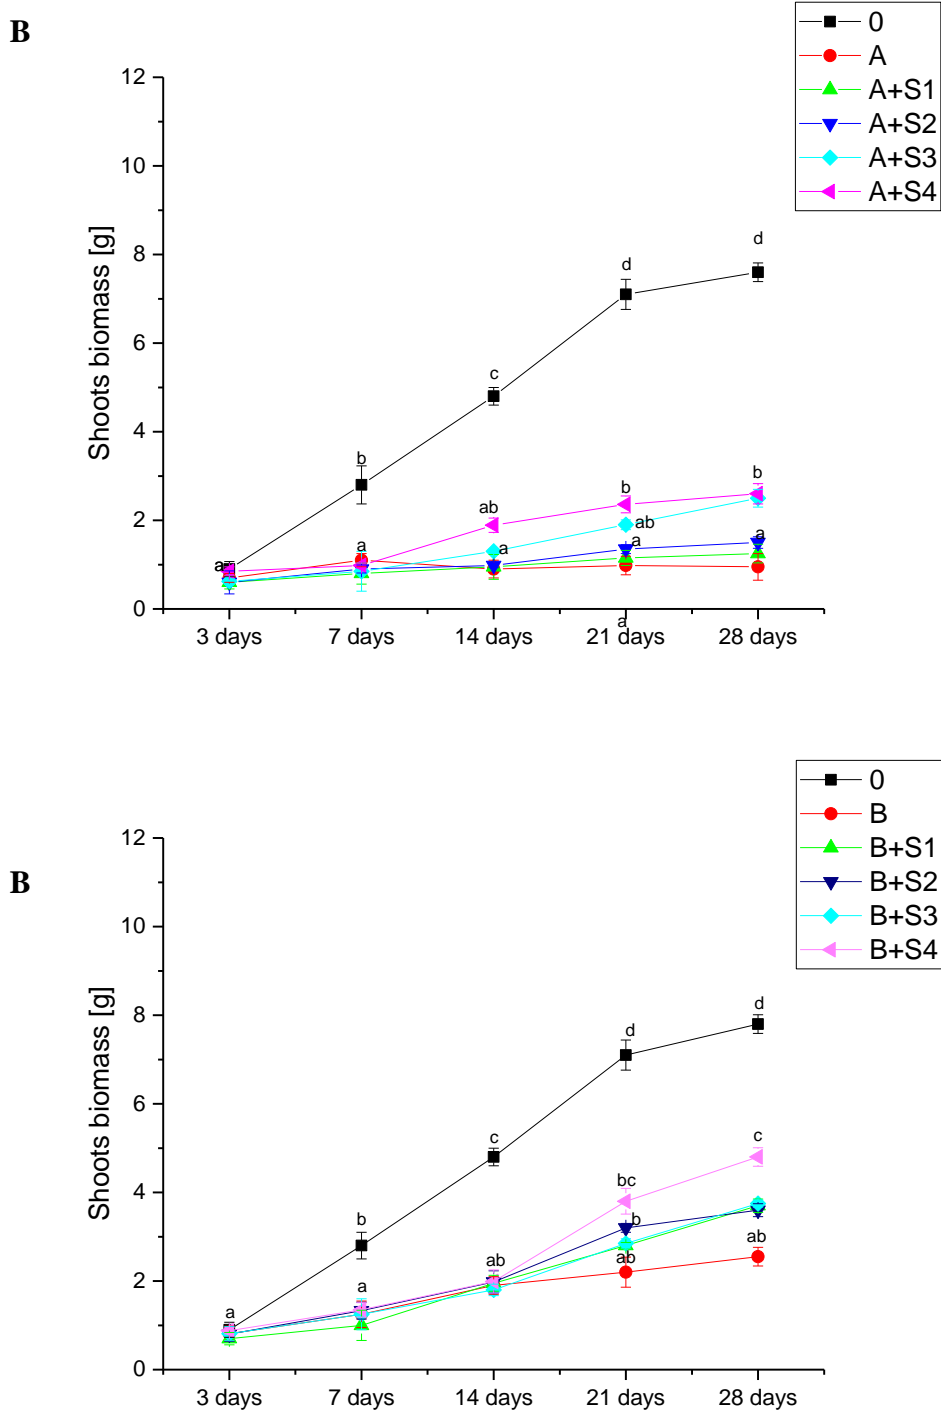 B
0
A
A+S1
A+S2
A+S3
A+S4
Shoots biomass [g]
12
10
8
6
4
2
0
d
d
c
b
b
b
ab
ab
a
a
a
a
a
a
3 days
7 days
14 days
21 days
28 days
B
0
B
B+S1
B+S2
B+S3
B+S4
Shoots biomass [g]
12
10
8
6
4
2
0
d
d
c
c
b
bc
b
ab
ab
ab
a
a
3 days
7 days
14 days
21 days
28 days